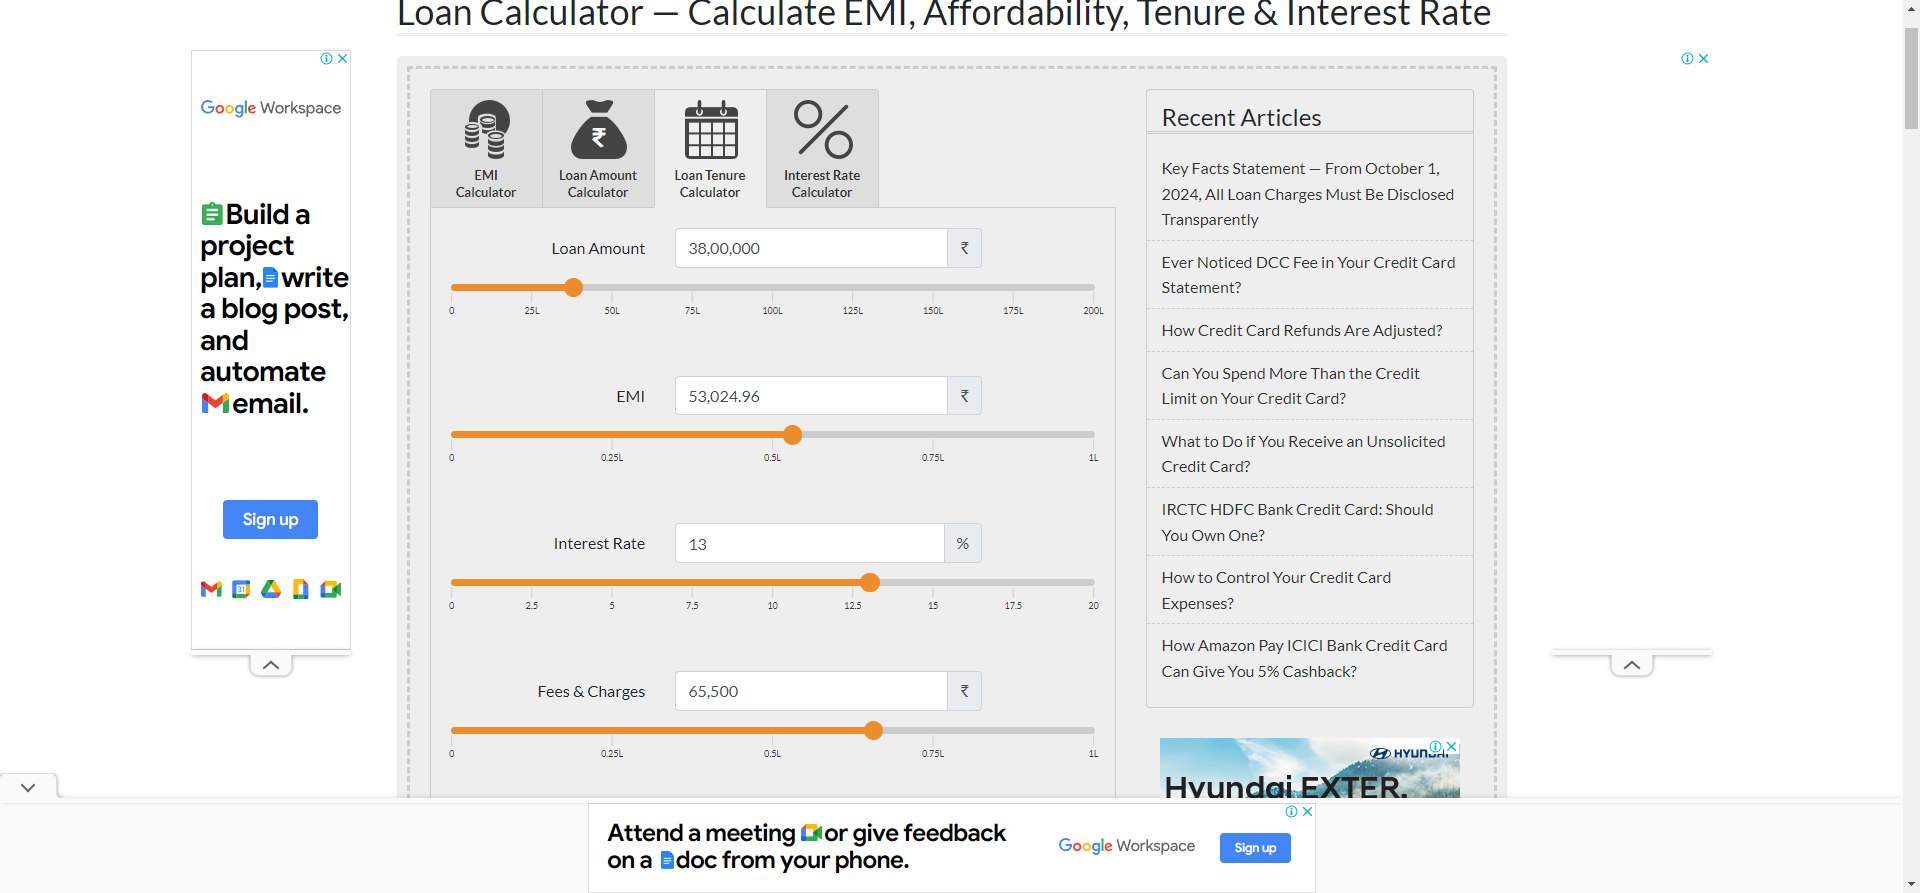 Loan Calculator — Calculate EMI, Affordability, Tenure & Interest Rate
Google Workspace
Build a
project
plan, write
a blog post,
and
automate
email.
Sign up
31
EMI
Calculator
₹
Loan Amount
Calculator
Loan Tenure
Calculator
Interest Rate
Calculator
Loan Amount
38,00,000
₹
0 25L 50L 75L 100L 125L 150L 175L 200L
EMI
53,024.96
₹
0 0.25L 0.5L 0.75L 1L
Interest Rate
13
%
0 2.5 5 7.5 10 12.5 15 17.5 20
Fees & Charges
65,500
₹
0 0.25L 0.5L 0.75L 1L
Recent Articles
Key Facts Statement — From October 1,
2024, All Loan Charges Must Be Disclosed
Transparently
Ever Noticed DCC Fee in Your Credit Card
Statement?
How Credit Card Refunds Are Adjusted?
Can You Spend More Than the Credit
Limit on Your Credit Card?
What to Do if You Receive an Unsolicited
Credit Card?
IRCTC HDFC Bank Credit Card: Should
You Own One?
How to Control Your Credit Card
Expenses?
How Amazon Pay ICICI Bank Credit Card
Can Give You 5% Cashback?
HYUNDAI
Hyundai EXTER.
Attend a meeting or give feedback
on a doc from your phone.
Google Workspace
Sign up